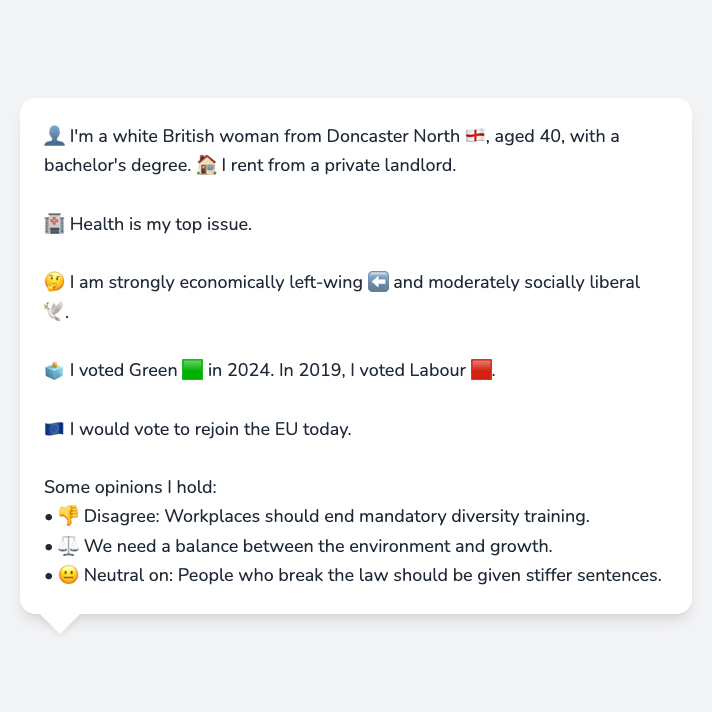 👤 I'm a white British woman from Doncaster North 🏴󠁧󠁢󠁥󠁮󠁧󠁿, aged 40, with a
bachelor's degree. 🏠 I rent from a private landlord.
🏥 Health is my top issue.
🤔 I am strongly economically left-wing ⬅️ and moderately socially liberal
🕊️.
🗳️ I voted Green 🟩 in 2024. In 2019, I voted Labour 🟥.
🇪🇺 I would vote to rejoin the EU today.
Some opinions I hold:
• 👎 Disagree: Workplaces should end mandatory diversity training.
• ⚖️ We need a balance between the environment and growth.
• 😐 Neutral on: People who break the law should be given stiffer sentences.